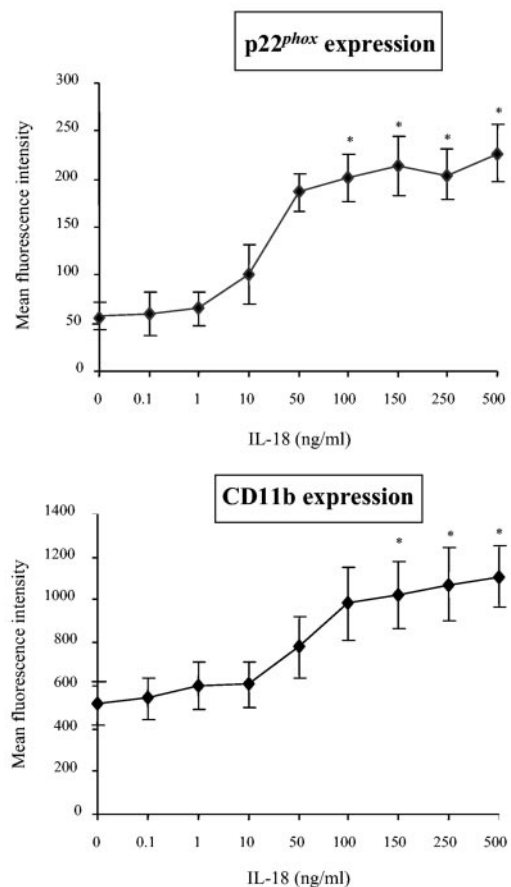 p22phox expression
Mean fluorescence intensity
300
250
200
150
100
50
0
* * * *
0 0.1 1 10 50 100 150 250 500
IL-18 (ng/ml)
CD11b expression
Mean fluorescence intensity
1400
1200
1000
800
600
400
200
0
* * *
0 0.1 1 10 50 100 150 250 500
IL-18 (ng/ml)